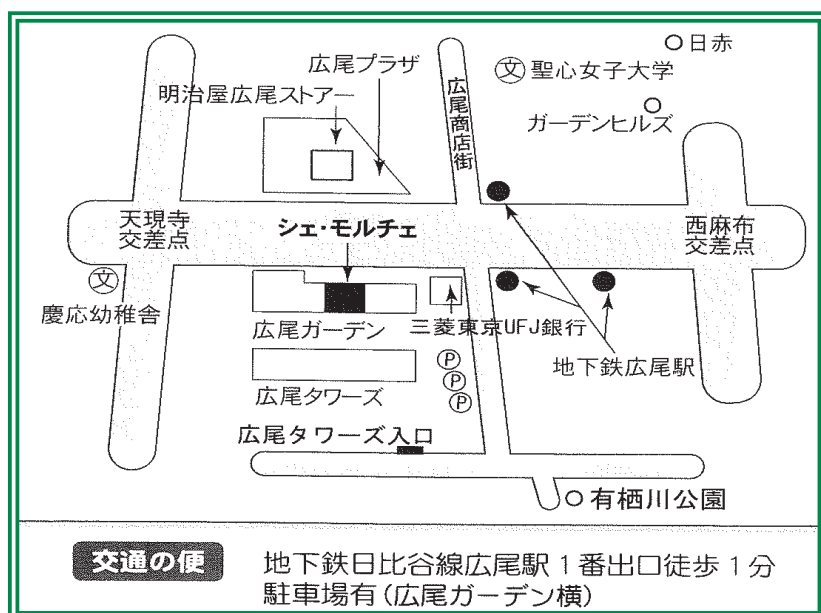 日赤
広尾プラザ
文 聖心女子大学
明治屋広尾ストアー
広尾商店街
ガーデンヒルズ
天現寺
交差点
シェ・モルチェ
西麻布
交差点
文
慶応幼稚舎
広尾ガーデン
三菱東京UFJ銀行
P
P
P
地下鉄広尾駅
広尾タワーズ
広尾タワーズ入口
有栖川公園
交通の便
地下鉄日比谷線広尾駅1番出口徒歩1分
駐車場有(広尾ガーデン横)